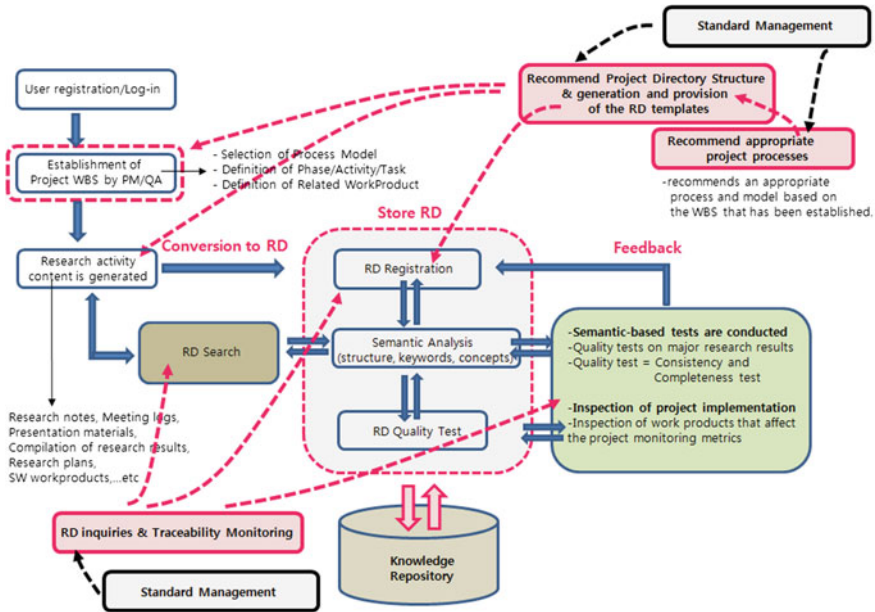 Standard Management
User registration/Log-in
Recommend Project Directory Structure
& generation and provision
of the RD templates
Recommend appropriate
project processes
-recommends an appropriate
process and model based on
the WBS that has been established.
Establishment of
Project WBS by PM/QA
- Selection of Process Model
- Definition of Phase/Activity/Task
- Definition of Related WorkProduct
Store RD
Conversion to RD
Feedback
Research activity
content is generated
RD Registration
RD Search
Semantic Analysis
(structure, keywords, concepts)
RD Quality Test
-Semantic-based tests are conducted
-Quality tests on major research results
-Quality test = Consistency and
Completeness test
-Inspection of project implementation
-Inspection of work products that affect
the project monitoring metrics
Research notes, Meeting logs,
Presentation materials,
Compilation of research results,
Research plans,
SW workproducts,...etc
RD inquiries & Traceability Monitoring
Standard Management
Knowledge
Repository